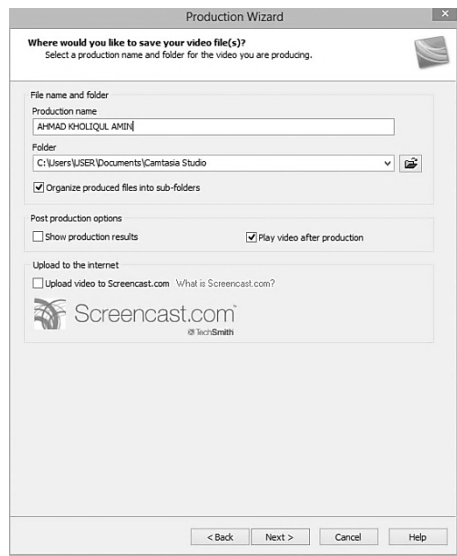 Production Wizard
Where would you like to save your video file(s)?
Select a production name and folder for the video you are producing.
File name and folder
Production name
AHMAD KHOLIQUL AMIN
Folder
C:\Users\USER\Documents\Camtasia Studio
Organize produced files into sub-folders
Post production options
Show production results
Play video after production
Upload to the internet
Upload video to Screencast.com What is Screencast.com?
Screencast.com™
TechSmith
< Back Next > Cancel Help